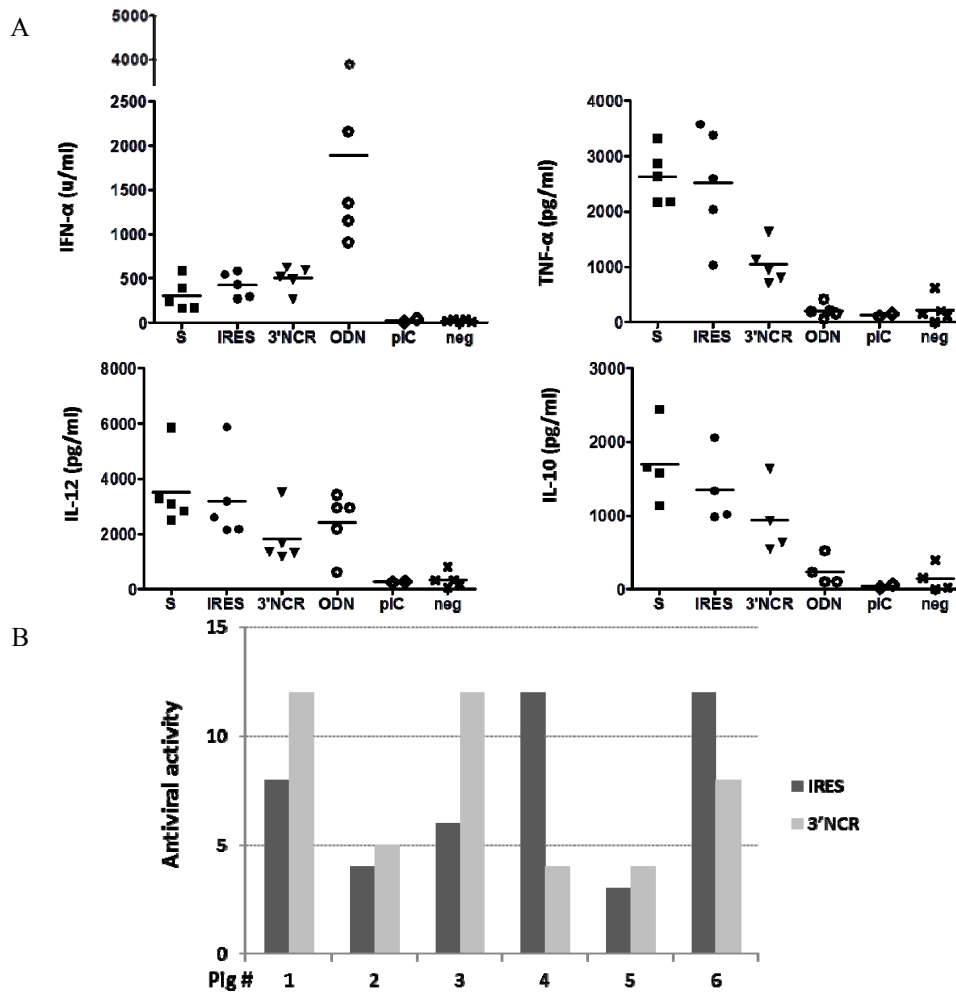 A
IFN-α (u/ml)
5000
4000
2500
2000
1500
1000
500
0
S IRES 3'NCR ODN pIC neg
TNF-α (pg/ml)
4000
3000
2000
1000
0
S IRES 3'NCR ODN pIC neg
IL-12 (pg/ml)
8000
6000
4000
2000
0
S IRES 3'NCR ODN pIC neg
IL-10 (pg/ml)
3000
2000
1000
0
S IRES 3'NCR ODN pIC neg
B
Antiviral activity
15
10
5
0
Pig # 1 2 3 4 5 6
IRES
3'NCR